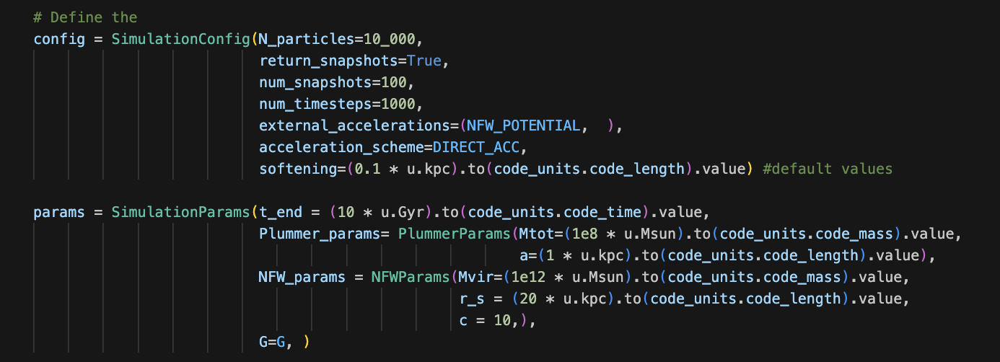 # Define the
config = SimulationConfig(N_particles=10_000,
return_snapshots=True,
num_snapshots=100,
num_timesteps=1000,
external_accelerations=(NFW_POTENTIAL,  ),
acceleration_scheme=DIRECT_ACC,
softening=(0.1 * u.kpc).to(code_units.code_length).value) #default values
params = SimulationParams(t_end = (10 * u.Gyr).to(code_units.code_time).value,
Plummer_params= PlummerParams(Mtot=(1e8 * u.Msun).to(code_units.code_mass).value,
a=(1 * u.kpc).to(code_units.code_length).value),
NFW_params = NFWParams(Mvir=(1e12 * u.Msun).to(code_units.code_mass).value,
r_s = (20 * u.kpc).to(code_units.code_length).value,
c = 10,),
G=G, )